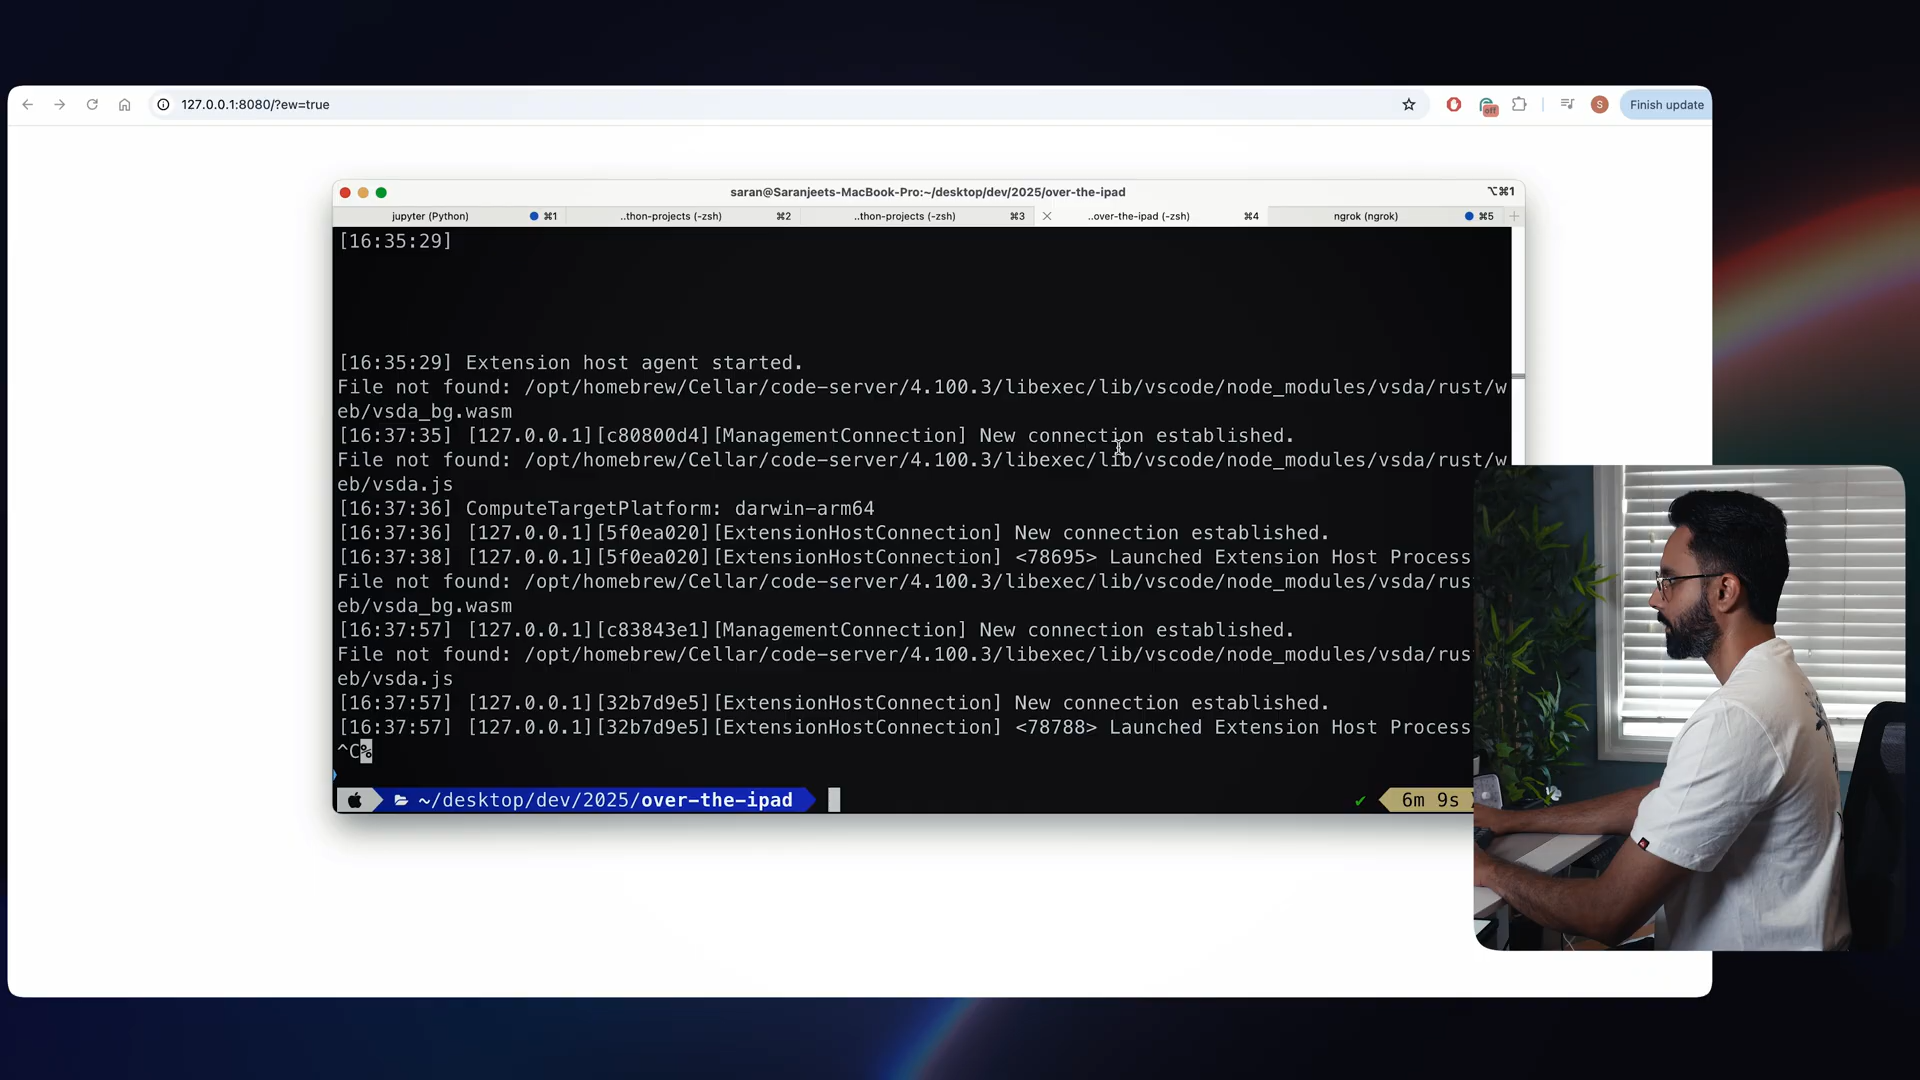 127.0.0.1:8080/?ew=true
off
S
Finish update
saran@Saranjeets-MacBook-Pro:~/desktop/dev/2025/over-the-ipad
⌥⌘1
jupyter (Python) ⌘1
..thon-projects (-zsh) ⌘2
..thon-projects (-zsh) ⌘3
..over-the-ipad (-zsh) ⌘4
ngrok (ngrok) ⌘5
[16:35:29]
[16:35:29] Extension host agent started.
File not found: /opt/homebrew/Cellar/code-server/4.100.3/libexec/lib/vscode/node_modules/vsda/rust/w
eb/vsda_bg.wasm
[16:37:35] [127.0.0.1][c80800d4][ManagementConnection] New connection established.
File not found: /opt/homebrew/Cellar/code-server/4.100.3/libexec/lib/vscode/node_modules/vsda/rust/w
eb/vsda.js
[16:37:36] ComputeTargetPlatform: darwin-arm64
[16:37:36] [127.0.0.1][5f0ea020][ExtensionHostConnection] New connection established.
[16:37:38] [127.0.0.1][5f0ea020][ExtensionHostConnection] <78695> Launched Extension Host Process
File not found: /opt/homebrew/Cellar/code-server/4.100.3/libexec/lib/vscode/node_modules/vsda/rust
eb/vsda_bg.wasm
[16:37:57] [127.0.0.1][c83843e1][ManagementConnection] New connection established.
File not found: /opt/homebrew/Cellar/code-server/4.100.3/libexec/lib/vscode/node_modules/vsda/rust
eb/vsda.js
[16:37:57] [127.0.0.1][32b7d9e5][ExtensionHostConnection] New connection established.
[16:37:57] [127.0.0.1][32b7d9e5][ExtensionHostConnection] <78788> Launched Extension Host Process
^C%
~/desktop/dev/2025/over-the-ipad ✔ 6m 9s